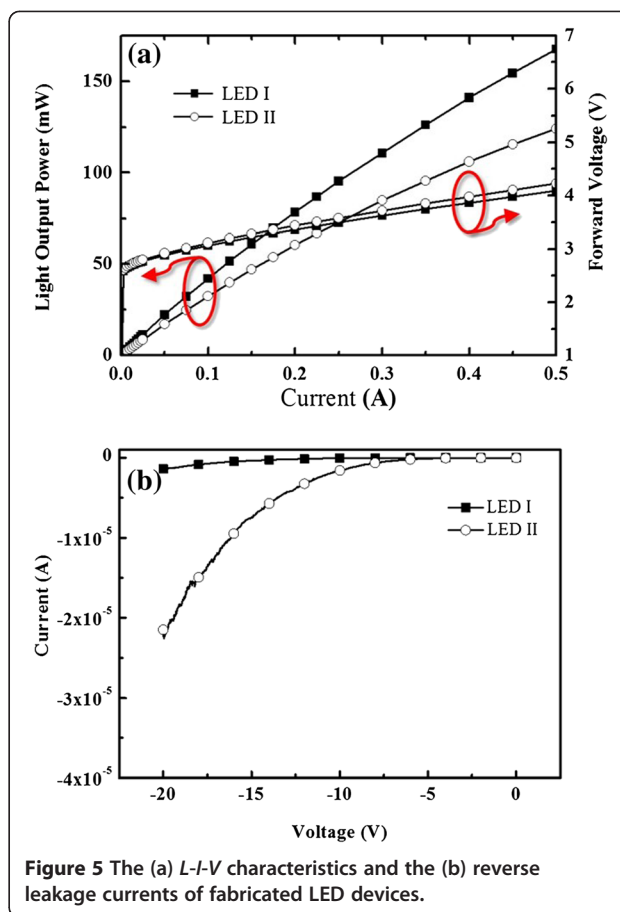 (a)
LED I
LED II
Light Output Power (mW)
150
100
50
0
7
6
5
4
3
2
1
Forward Voltage (V)
0.0 0.1 0.2 0.3 0.4 0.5
Current (A)
(b)
LED I
LED II
Current (A)
0
-1x10⁻⁵
-2x10⁻⁵
-3x10⁻⁵
-4x10⁻⁵
-20 -15 -10 -5 0
Voltage (V)
Figure 5 The (a) L-I-V characteristics and the (b) reverse
leakage currents of fabricated LED devices.